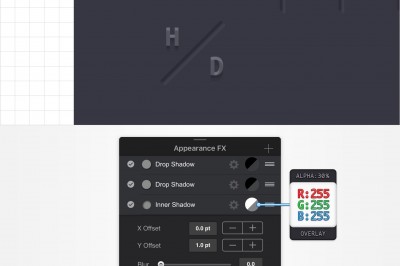 H
D
Appearance FX
Drop Shadow
Drop Shadow
Inner Shadow
X Offset 0.0 pt
Y Offset 1.0 pt
Blur 0.0
ALPHA:30%
R:255
G:255
B:255
OVERLAY